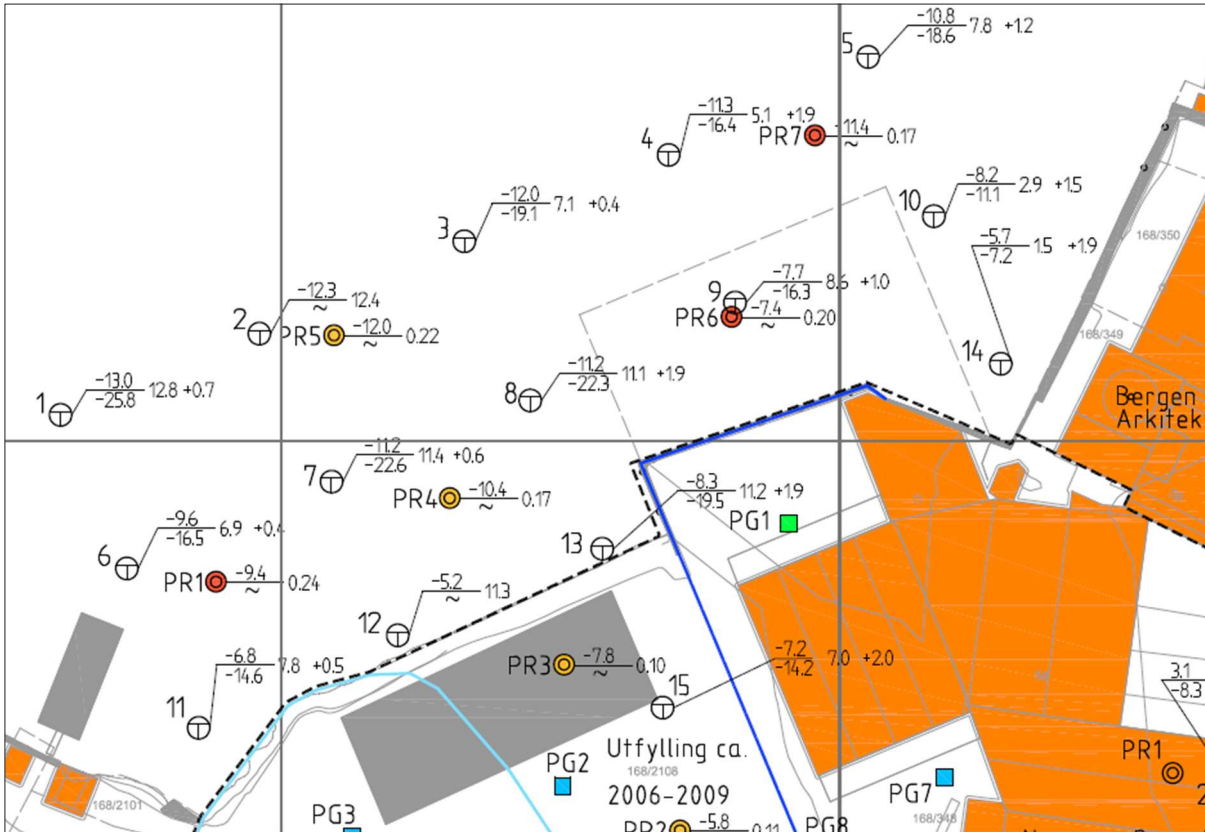 -10.8
5 -18.6 7.8 +1.2
-11.3
4 -16.4 5.1 +1.9
-11.4
PR7 ~ 0.17
-12.0
3 -19.1 7.1 +0.4
-8.2
10 -11.1 2.9 +1.5
168/350
-5.7
-7.2 1.5 +1.9
14
-7.7
9 -16.3 8.6 +1.0
-7.4
PR6 ~ 0.20
-12.3
2 ~ 12.4
-12.0
PR5 ~ 0.22
168/349
-11.2
8 -22.3 11.1 +1.9
-13.0
1 -25.8 12.8 +0.7
Bergen
Arkitek
-11.2
7 -22.6 11.4 +0.6
-10.4
PR4 ~ 0.17
-8.3
-19.5 11.2 +1.9
13
PG1
-9.6
6 -16.5 6.9 +0.4
-9.4
PR1 ~ 0.24
-5.2
~ 11.3
12
-6.8
-14.6 7.8 +0.5
11
-7.8
PR3 ~ 0.10
-7.2
-14.2 7.0 +2.0
15
3.1
-8.3
PR1
Utfylling ca.
168/2108
2006-2009
PG2
PG7
168/348
168/2101
PG3
PR2 -5.8 0.11
PG8
2